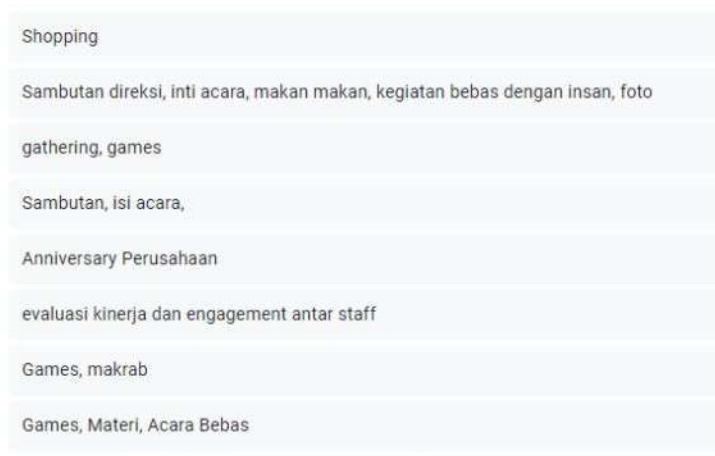 Shopping
Sambutan direksi, inti acara, makan makan, kegiatan bebas dengan insan, foto
gathering, games
Sambutan, isi acara,
Anniversary Perusahaan
evaluasi kinerja dan engagement antar staff
Games, makrab
Games, Materi, Acara Bebas